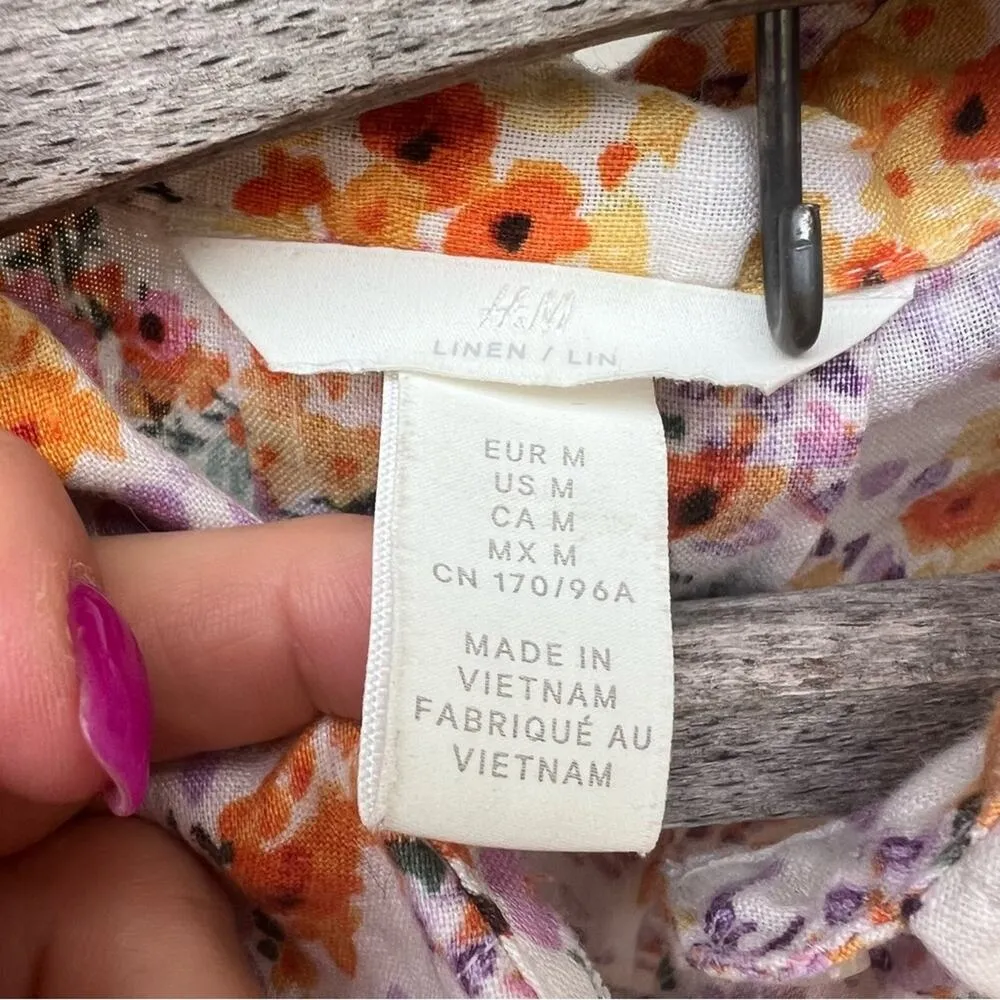 H&M
LINEN / LIN
EUR M
US M
CA M
MX M
CN 170/96A
MADE IN
VIETNAM
FABRIQUÉ AU
VIETNAM